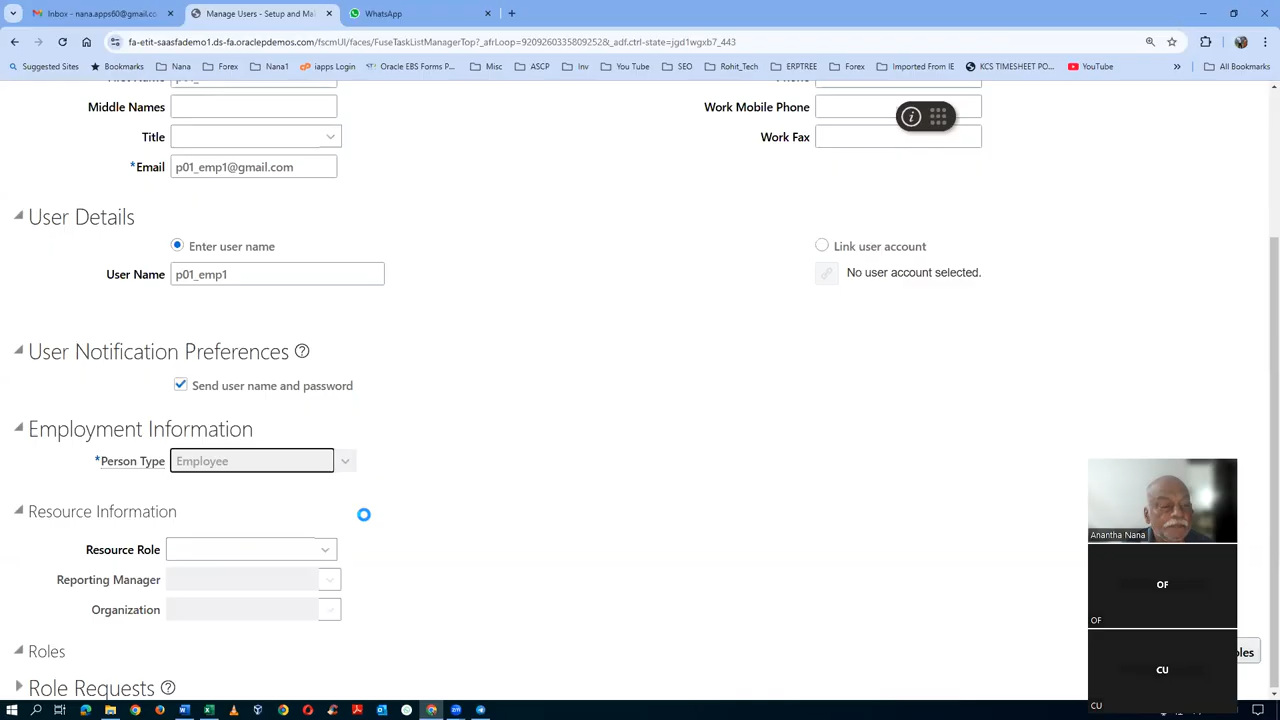 Inbox - nana.apps60@gmail.co
Manage Users - Setup and Ma
WhatsApp
fa-etit-saasfademo1.ds-fa.oraclepdemos.com/fscmUI/faces/FuseTaskListManagerTop?_afrLoop=92092603358092528&_adf.ctrl-state=jgd1wgxb7_443
Suggested Sites
Bookmarks
Nana
Forex
Nana1
iapps Login
Oracle EBS Forms P...
Misc
ASCP
Inv
You Tube
SEO
Rohit_Tech
ERPTREE
Forex
Imported From IE
KCS TIMESHEET PO...
YouTube
All Bookmarks
Middle Names
Work Mobile Phone
Title
Work Fax
*Email p01_emp1@gmail.com
User Details
Enter user name
Link user account
User Name p01_emp1
No user account selected.
User Notification Preferences
Send user name and password
Employment Information
*Person Type Employee
Resource Information
Resource Role
Reporting Manager
Organization
Roles
Role Requests
Anantha Nana
OF
OF
CU
CU